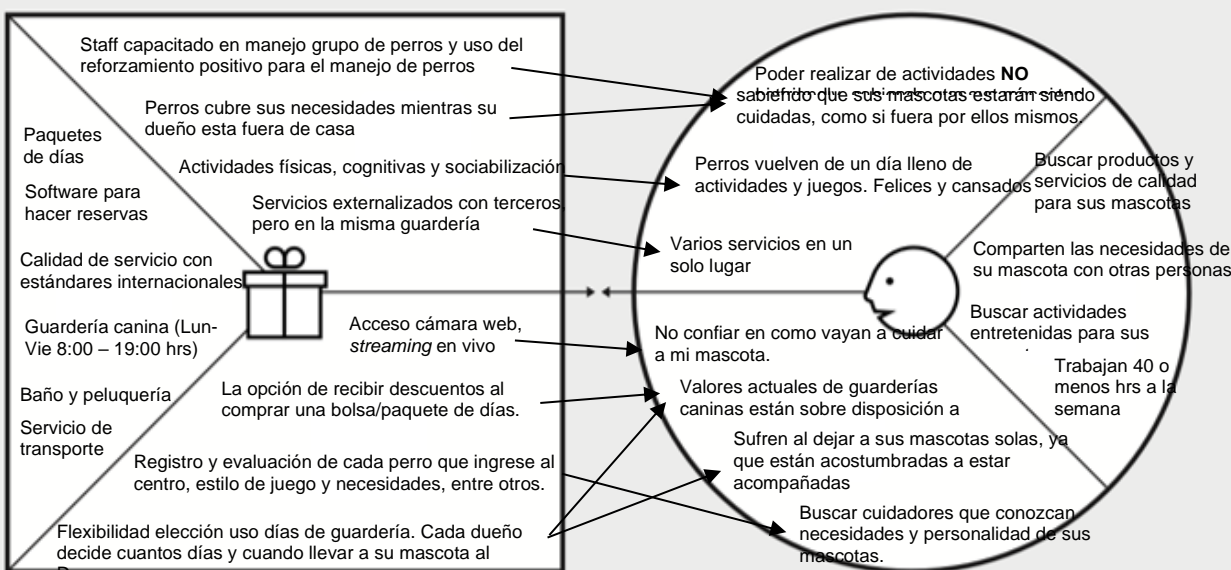 Staff capacitado en manejo grupo de perros y uso del
reforzamiento positivo para el manejo de perros
Perros cubre sus necesidades mientras su
dueño esta fuera de casa
Actividades físicas, cognitivas y sociabilización
Servicios externalizados con terceros,
pero en la misma guardería
Paquetes
de días
Software para
hacer reservas
Calidad de servicio con
estándares internacionales
Guardería canina (Lun-
Vie 8:00 – 19:00 hrs)
Baño y peluquería
Servicio de
transporte
Acceso cámara web,
streaming en vivo
La opción de recibir descuentos al
comprar una bolsa/paquete de días.
Registro y evaluación de cada perro que ingrese al
centro, estilo de juego y necesidades, entre otros.
Flexibilidad elección uso días de guardería. Cada dueño
decide cuantos días y cuando llevar a su mascota al
Poder realizar de actividades NO
sabiendo que sus mascotas estarán siendo
cuidadas, como si fuera por ellos mismos.
Perros vuelven de un día lleno de
actividades y juegos. Felices y cansados
Varios servicios en un
solo lugar
No confiar en como vayan a cuidar
a mi mascota.
Valores actuales de guarderías
caninas están sobre disposición a
Sufren al dejar a sus mascotas solas, ya
que están acostumbradas a estar
acompañadas
Buscar cuidadores que conozcan
necesidades y personalidad de sus
mascotas.
Buscar productos y
servicios de calidad
para sus mascotas
Comparten las necesidades de
su mascota con otras personas
Buscar actividades
entretenidas para sus
Trabajan 40 o
menos hrs a la
semana